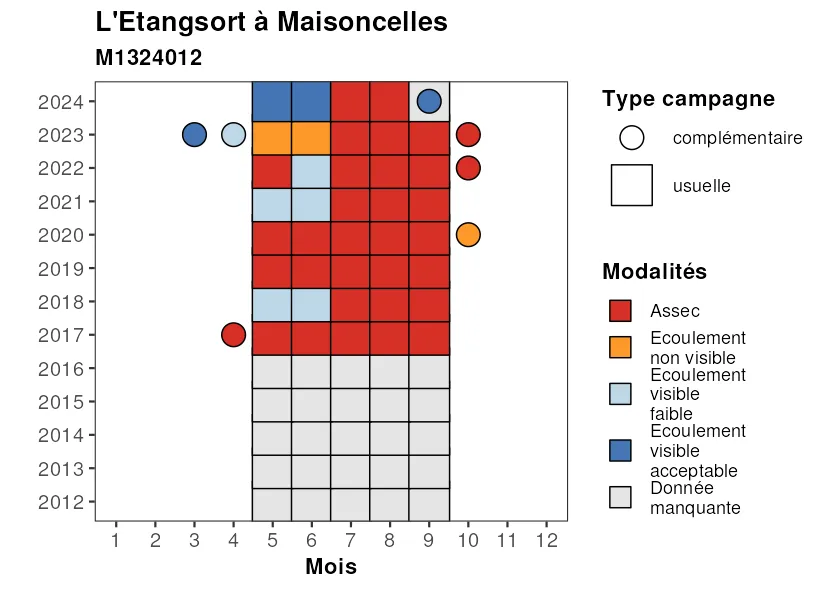 L'Etangsort à Maisoncelles
M1324012
2024
2023
2022
2021
2020
2019
2018
2017
2016
2015
2014
2013
2012
1 2 3 4 5 6 7 8 9 10 11 12
Mois
Type campagne
complémentaire
usuelle
Modalités
Assec
Ecoulement
non visible
Ecoulement
visible
faible
Ecoulement
visible
acceptable
Donnée
manquante